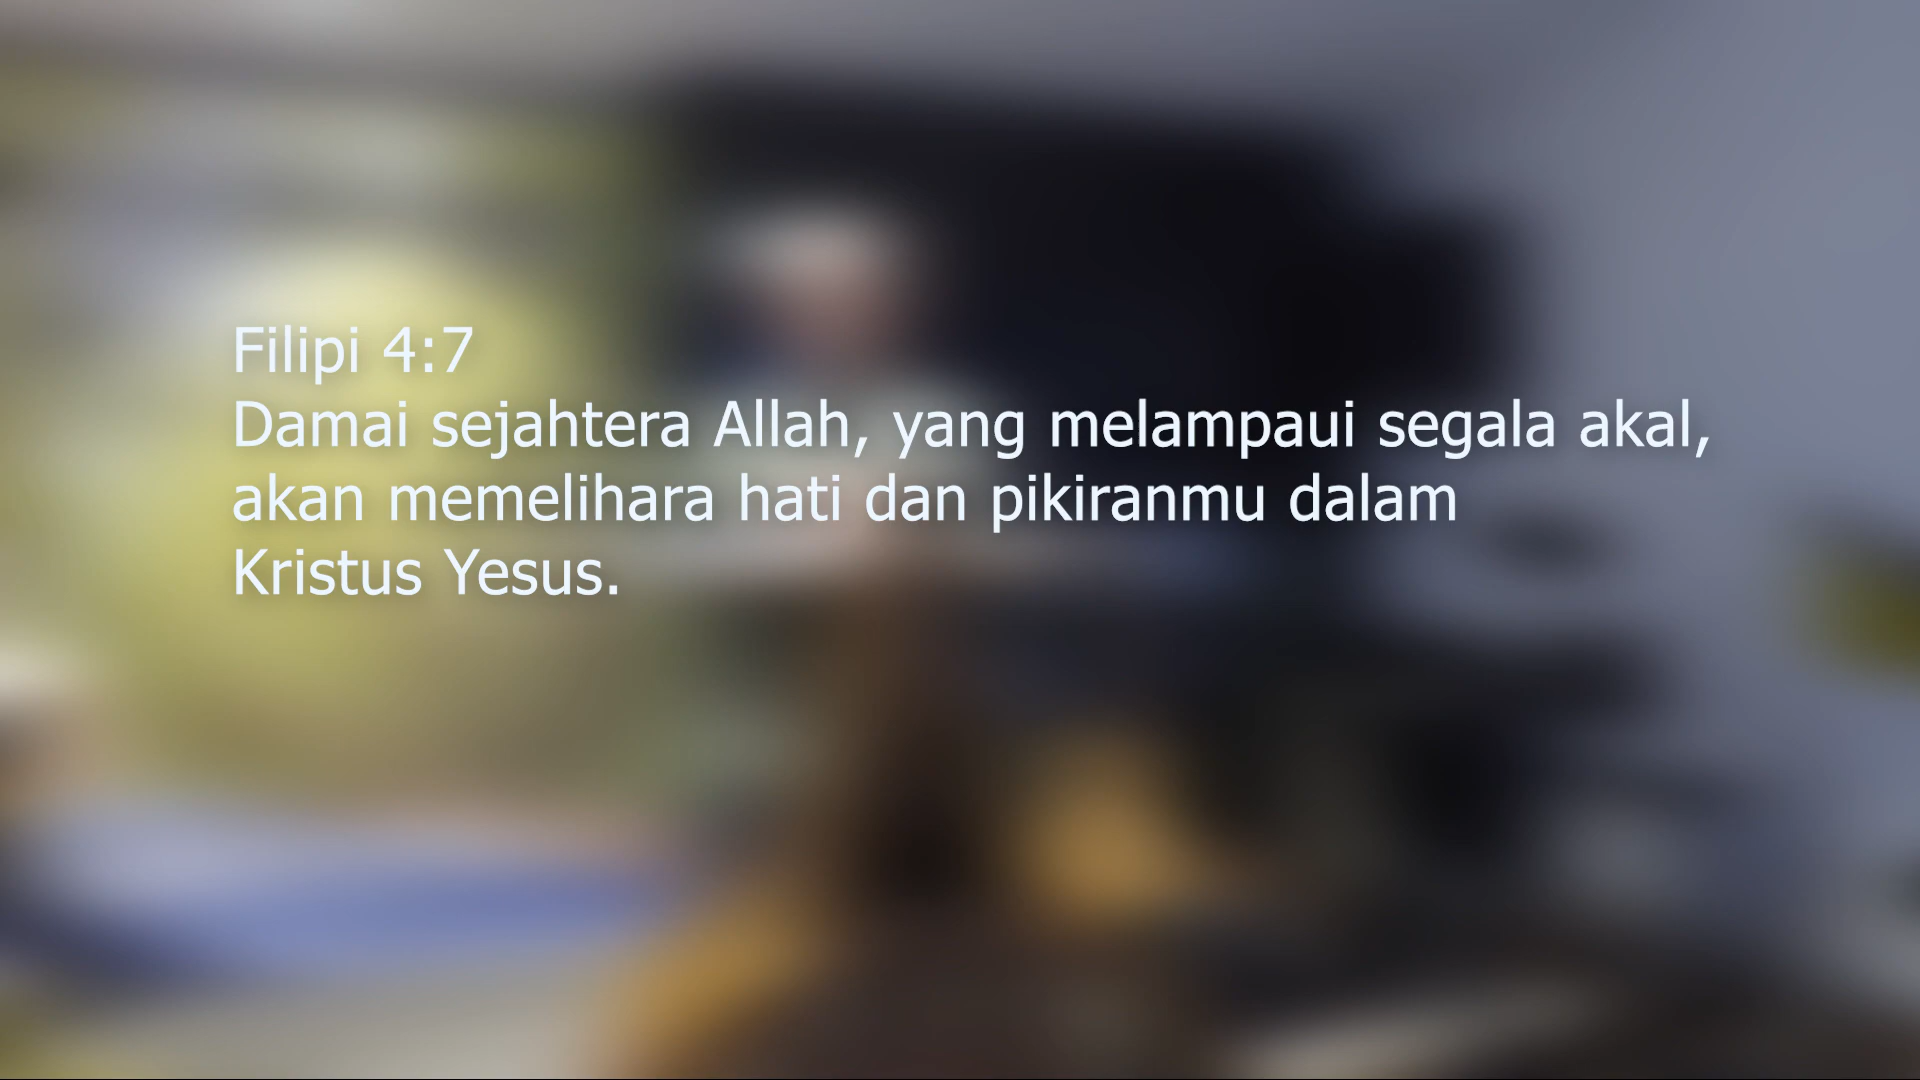 Filipi 4:7
Damai sejahtera Allah, yang melampaui segala akal,
akan memelihara hati dan pikiranmu dalam
Kristus Yesus.